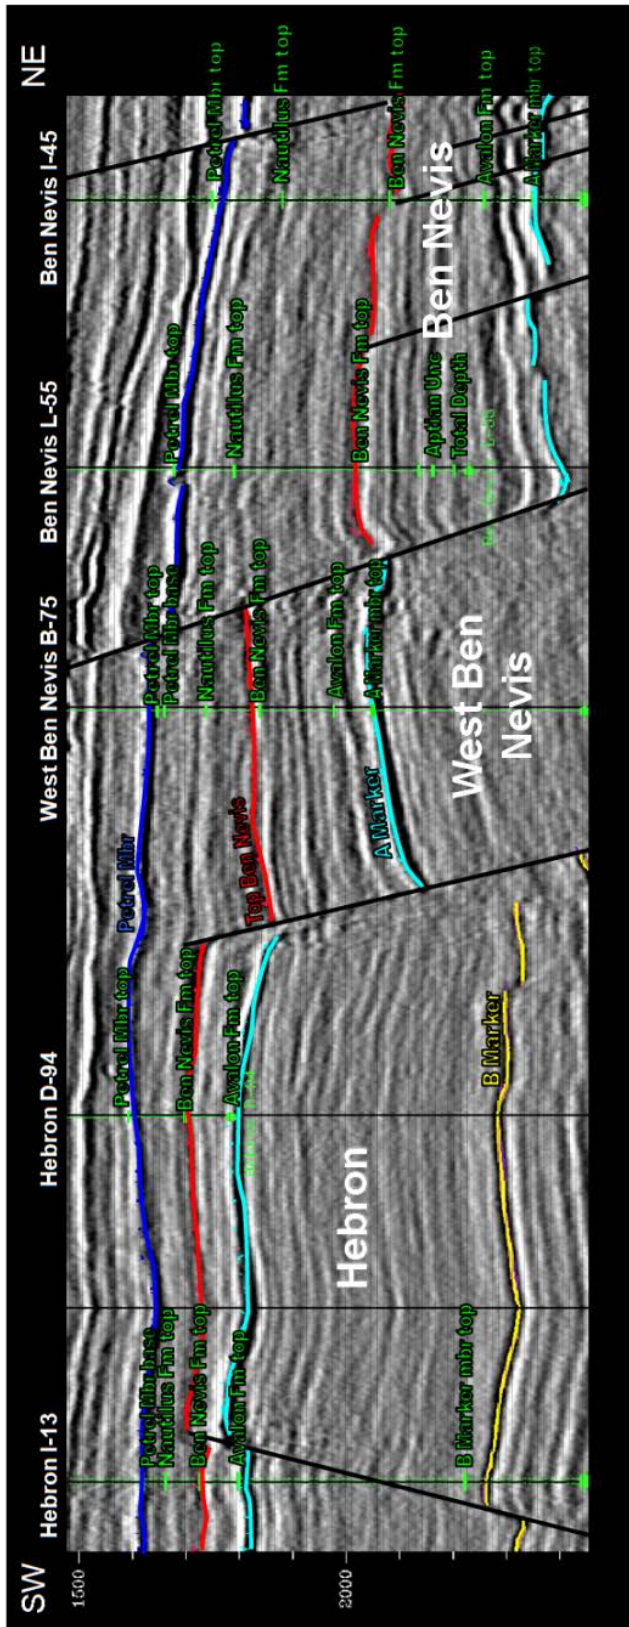 SW
NE
Hebron I-13
Hebron D-94
West Ben Nevis B-75
Ben Nevis L-55
Ben Nevis I-45
1500
2000
Petrel Mbr base
Nautilus Fm top
Ben Nevis Fm top
Avalon Fm top
B Marker mbr top
Petrel Mbr top
Ben Nevis Fm top
Avalon Fm top
Hebron
B Marker
Petrel Mbr
Top Ben Nevis
A Marker
Petrel Mbr top
Petrel Mbr base
Nautilus Fm top
Ben Nevis Fm top
Avalon Fm top
A Marker mbr top
West Ben
Nevis
Petrel Mbr top
Nautilus Fm top
Ben Nevis Fm top
Aptian Unc
Total Depth
Ben Nevis
Petrel Mbr top
Nautilus Fm top
Ben Nevis Fm top
Avalon Fm top
A Marker mbr top